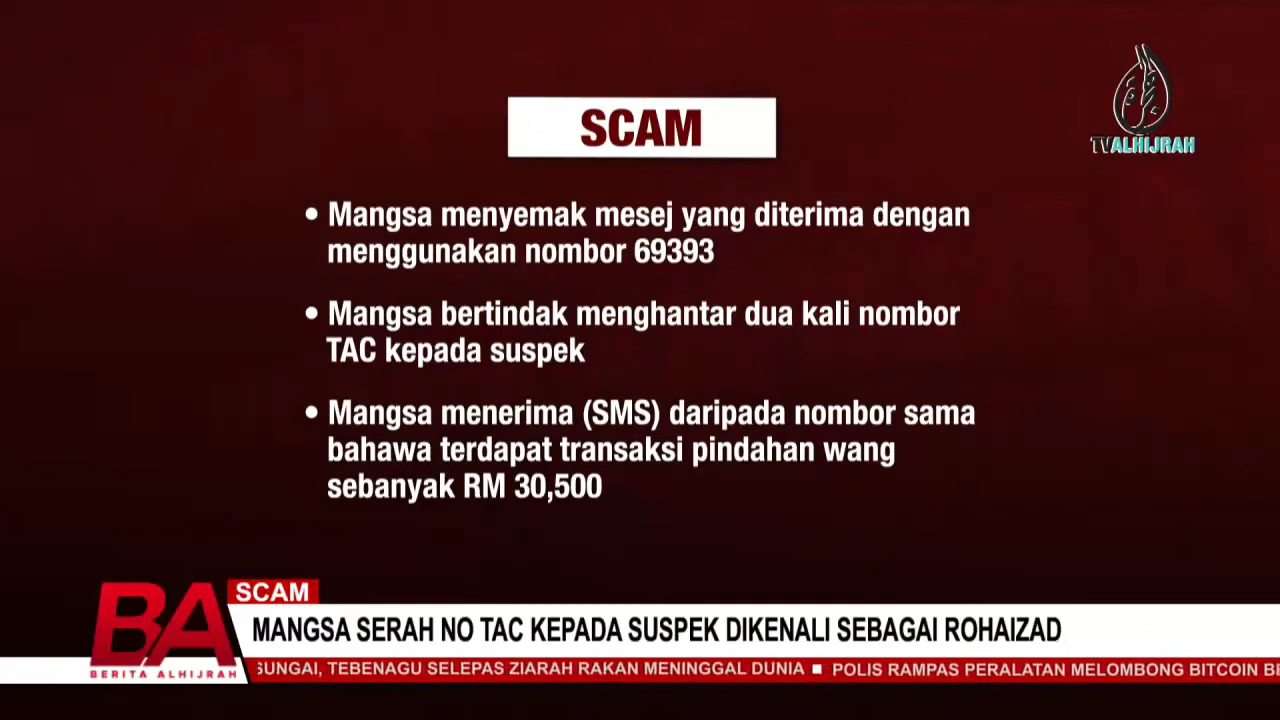 TVALHIJRAH
SCAM
• Mangsa menyemak mesej yang diterima dengan
menggunakan nombor 69393
• Mangsa bertindak menghantar dua kali nombor
TAC kepada suspek
• Mangsa menerima (SMS) daripada nombor sama
bahawa terdapat transaksi pindahan wang
sebanyak RM 30,500
BA
BERITA ALHIJRAH
SCAM
MANGSA SERAH NO TAC KEPADA SUSPEK DIKENALI SEBAGAI ROHAIZAD
SUNGAI, TEBENAGU SELEPAS ZIARAH RAKAN MENINGGAL DUNIA ■ POLIS RAMPAS PERALATAN MELOMBONG BITCOIN